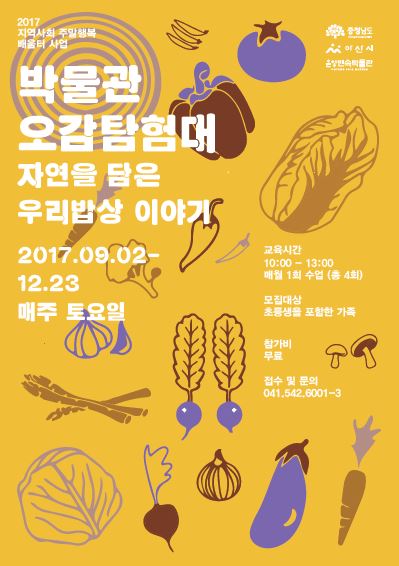 2017
지역사회 주말행복
배움터 사업
박물관
오감탐험대
자연을 담은
우리밥상 이야기
2017.09.02-
12.23
매주 토요일
충청남도
아산시
온양민속박물관
교육시간
10:00 - 13:00
매월 1회 수업 (총 4회)
모집대상
초등생을 포함한 가족
참가비
무료
접수 및 문의
041.542.6001-3